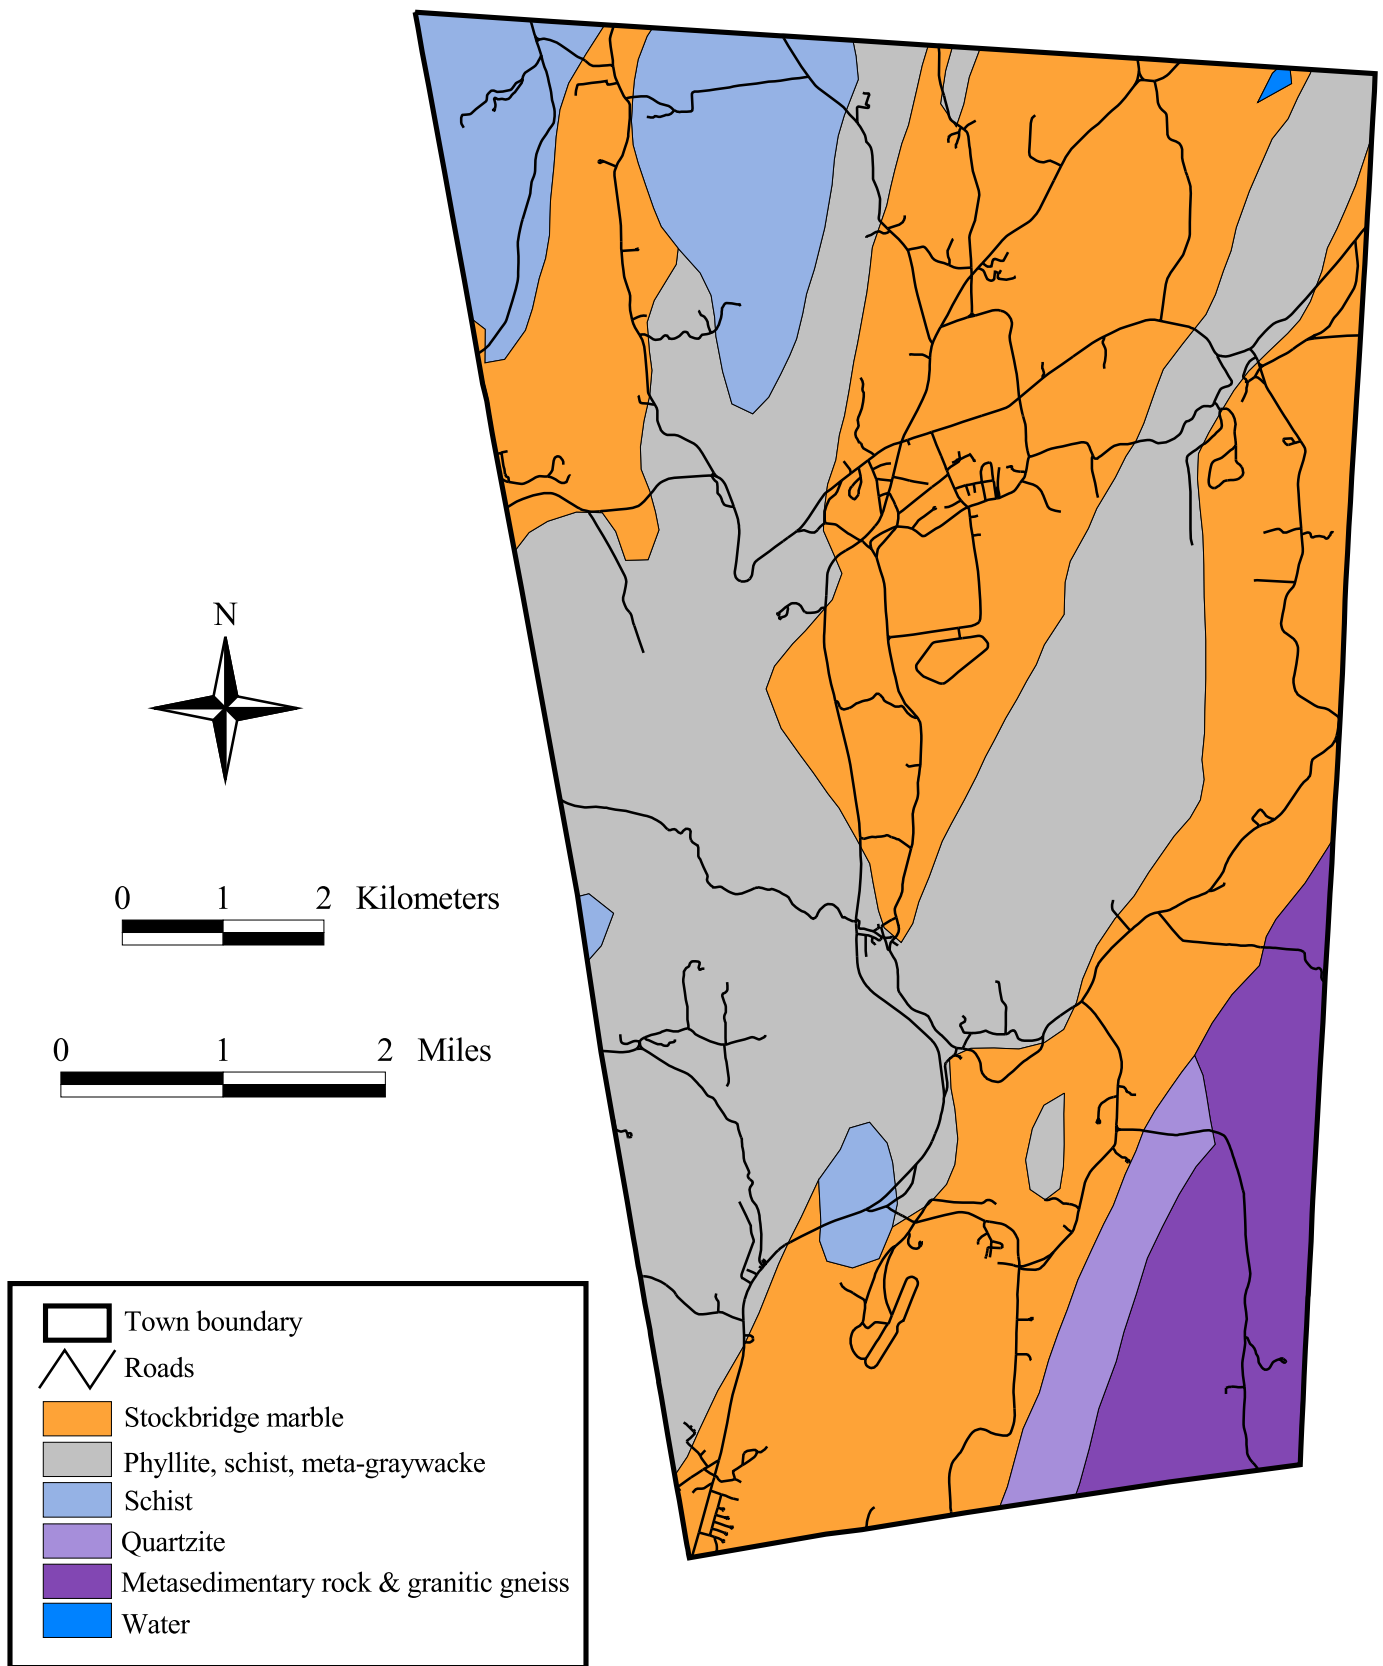 N
0 1 2 Kilometers
0 1 2 Miles
Town boundary
Roads
Stockbridge marble
Phyllite, schist, meta-graywacke
Schist
Quartzite
Metasedimentary rock & granitic gneiss
Water